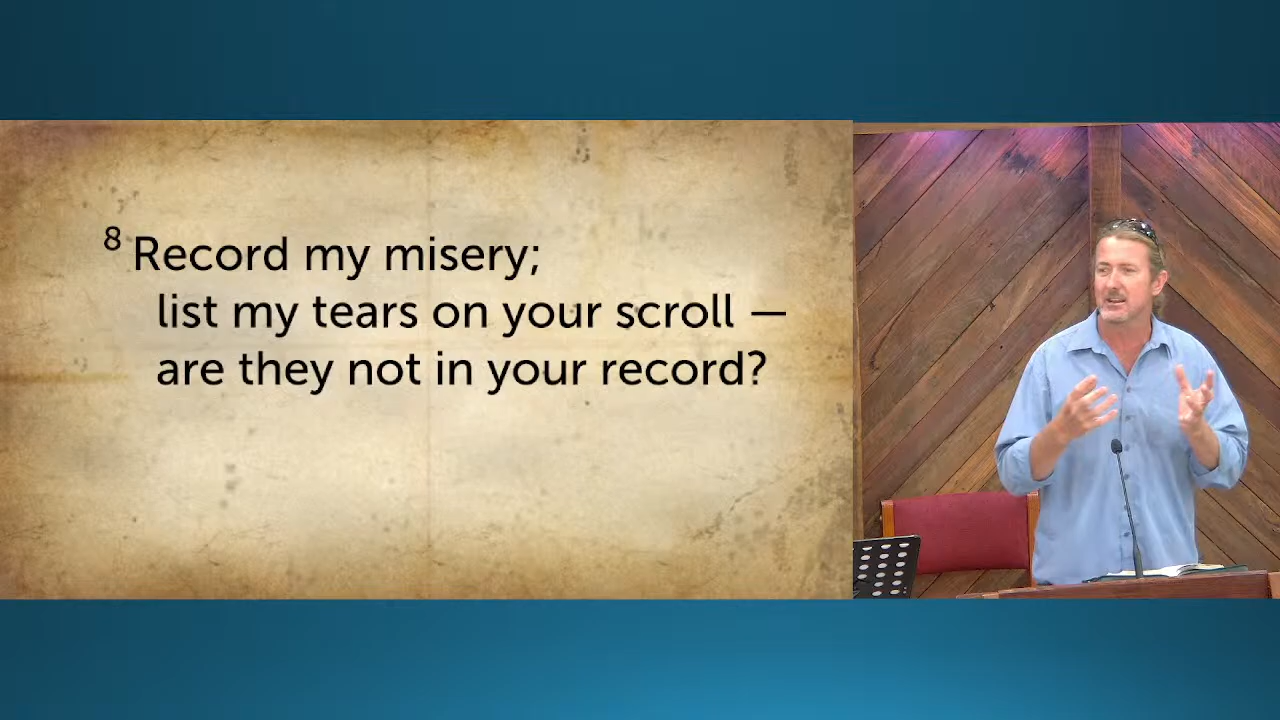 8 Record my misery;
list my tears on your scroll —
are they not in your record?